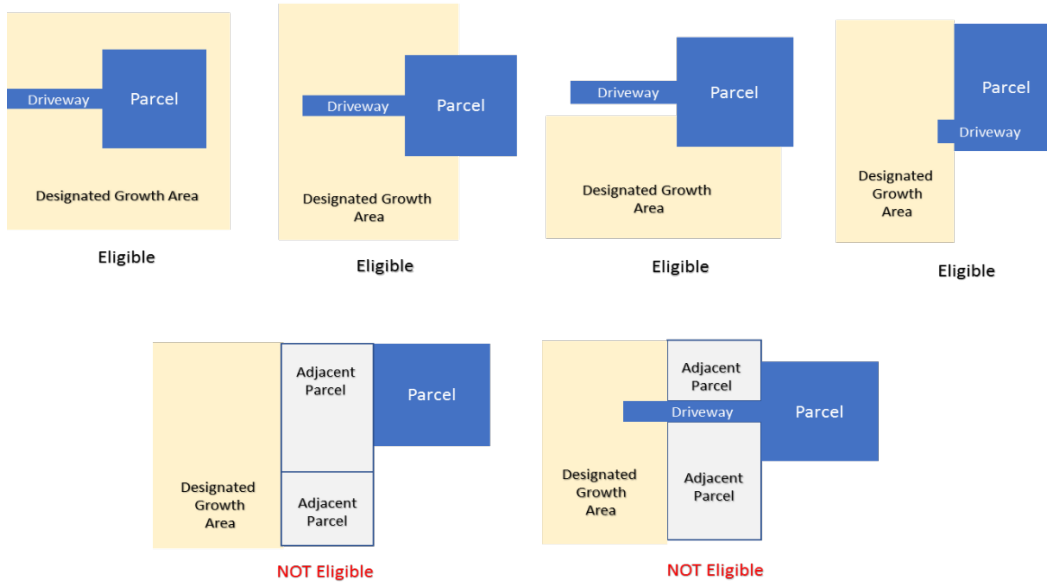 Driveway
Parcel
Designated Growth Area
Eligible
Driveway
Parcel
Designated Growth
Area
Eligible
Driveway
Parcel
Designated Growth
Area
Eligible
Parcel
Driveway
Designated
Growth
Area
Eligible
Adjacent
Parcel
Parcel
Designated
Growth
Area
Adjacent
Parcel
NOT Eligible
Adjacent
Parcel
Driveway
Parcel
Designated
Growth
Area
Adjacent
Parcel
NOT Eligible